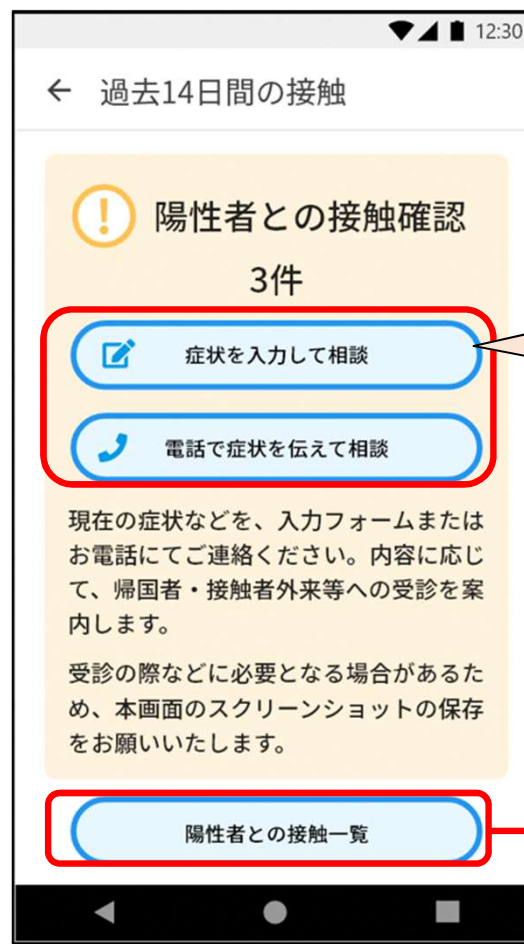 12:30
過去14日間の接触
陽性者との接触確認
3件
症状を入力して相談
電話で症状を伝えて相談
現在の症状などを、入力フォームまたは
お電話にてご連絡ください。内容に応じ
て、帰国者・接触者外来等への受診を案
内します。
受診の際などに必要となる場合があるた
め、本画面のスクリーンショットの保存
をお願いいたします。
陽性者との接触一覧